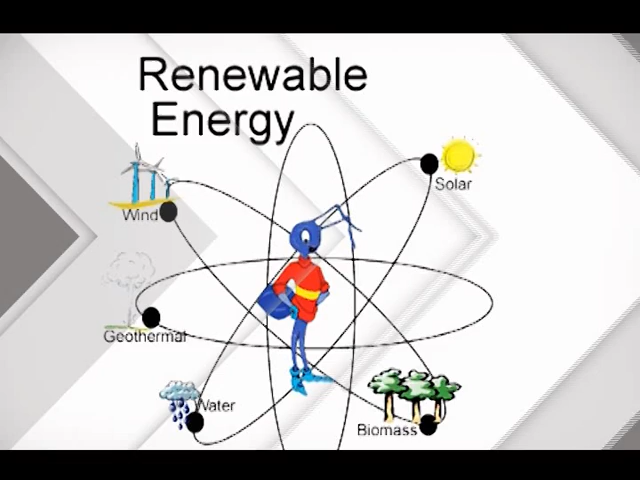 Renewable
Energy
Solar
Wind
Geothermal
Water
Biomass